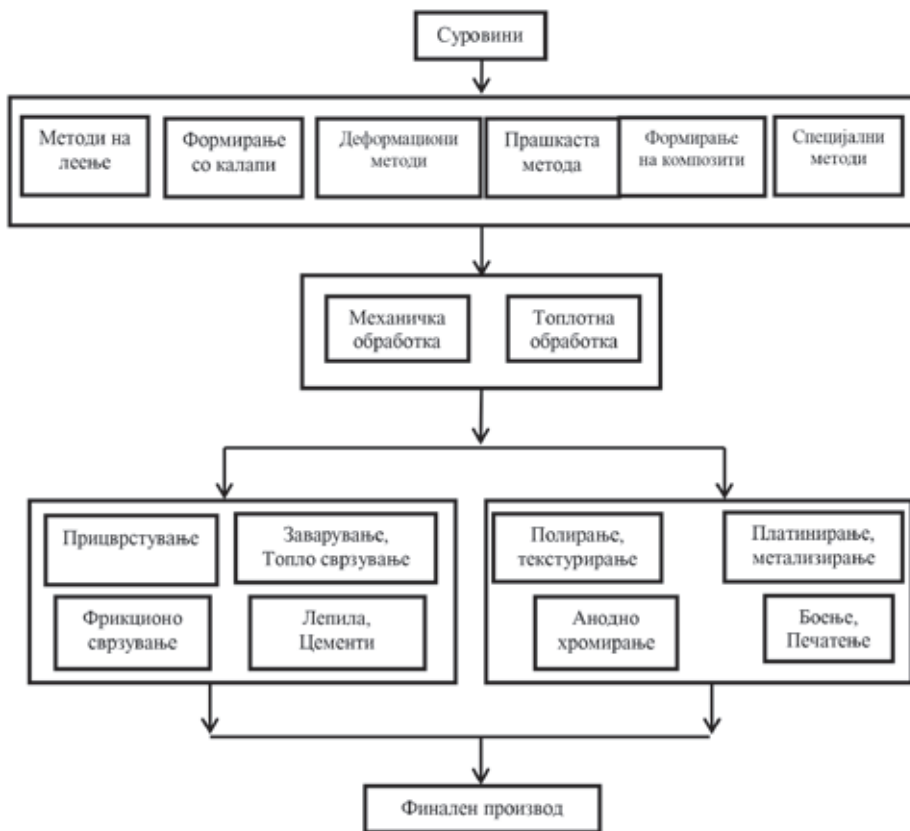 Суровини
Методи на
леење
Формирање
со калапи
Деформациони
методи
Прашкаста
метода
Формирање
на композити
Специјални
методи
Механичка
обработка
Топлотна
обработка
Прицврстување
Заварување,
Топло сврзување
Фрикционо
сврзување
Лепила,
Цементи
Полирање,
текстурирање
Платинирање,
метализирање
Анодно
хромирање
Боење,
Печатење
Финален производ